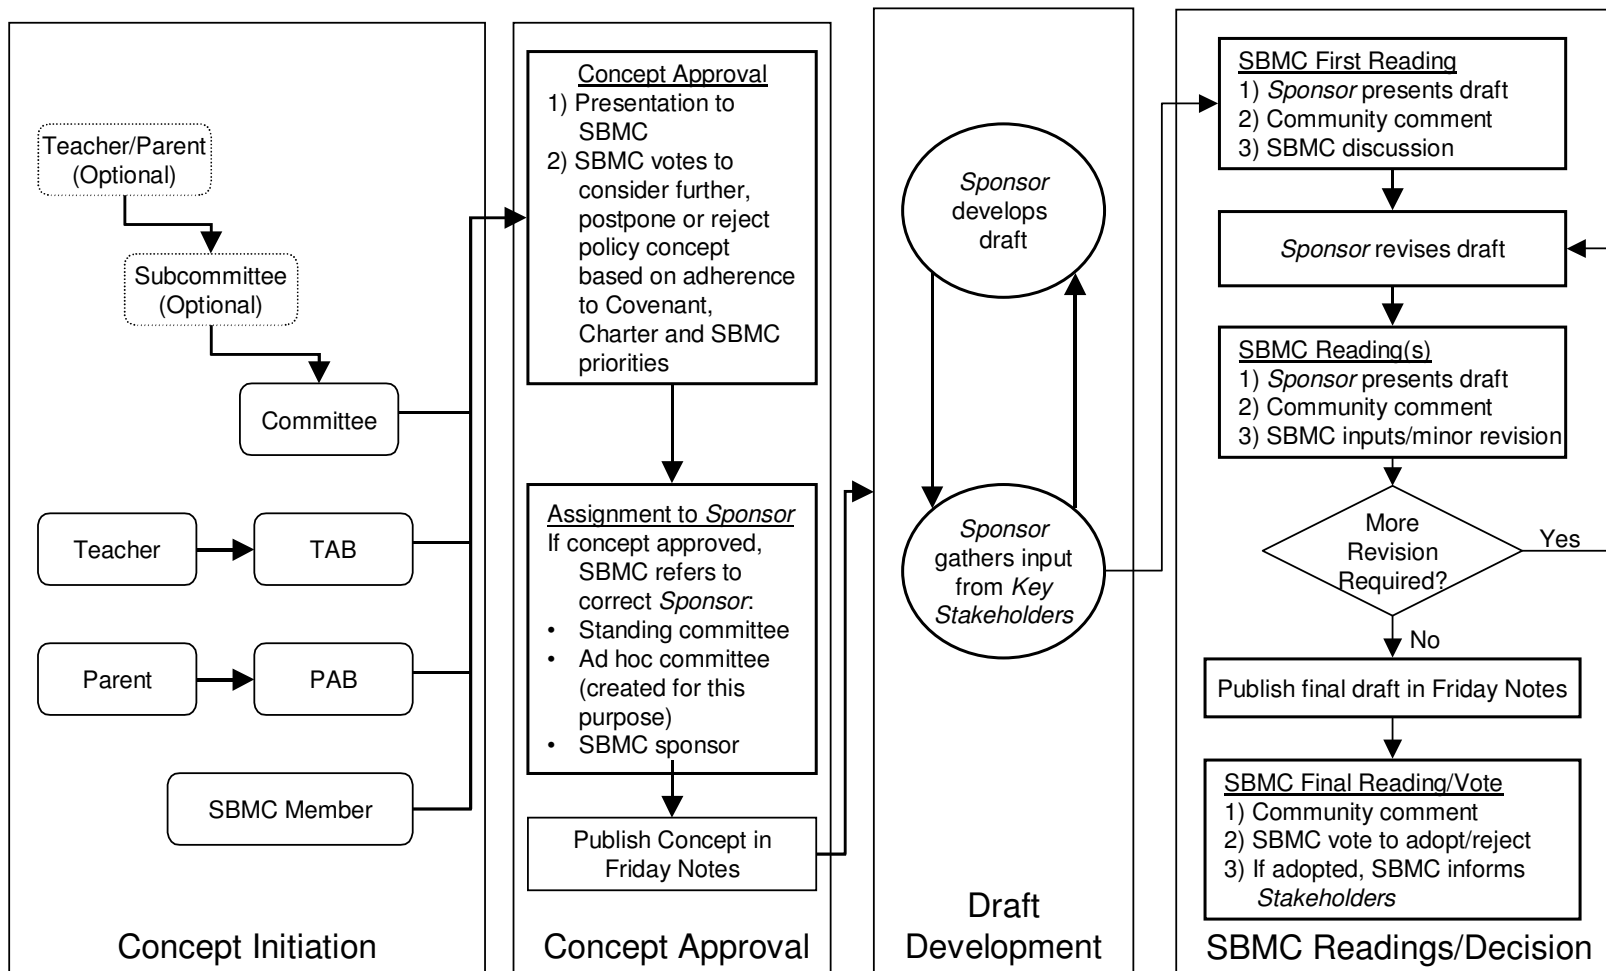 Teacher/Parent
(Optional)
Subcommittee
(Optional)
Committee
Teacher
TAB
Parent
PAB
SBMC Member
Concept Initiation
Concept Approval
1) Presentation to
SBMC
2) SBMC votes to
consider further,
postpone or reject
policy concept
based on adherence
to Covenant,
Charter and SBMC
priorities
Assignment to Sponsor
If concept approved,
SBMC refers to
correct Sponsor:
• Standing committee
• Ad hoc committee
(created for this
purpose)
• SBMC sponsor
Publish Concept in
Friday Notes
Concept Approval
Sponsor
develops
draft
Sponsor
gathers input
from Key
Stakeholders
Draft
Development
SBMC First Reading
1) Sponsor presents draft
2) Community comment
3) SBMC discussion
Sponsor revises draft
SBMC Reading(s)
1) Sponsor presents draft
2) Community comment
3) SBMC inputs/minor revision
More
Revision
Required?
Yes
No
Publish final draft in Friday Notes
SBMC Final Reading/Vote
1) Community comment
2) SBMC vote to adopt/reject
3) If adopted, SBMC informs
Stakeholders
SBMC Readings/Decision